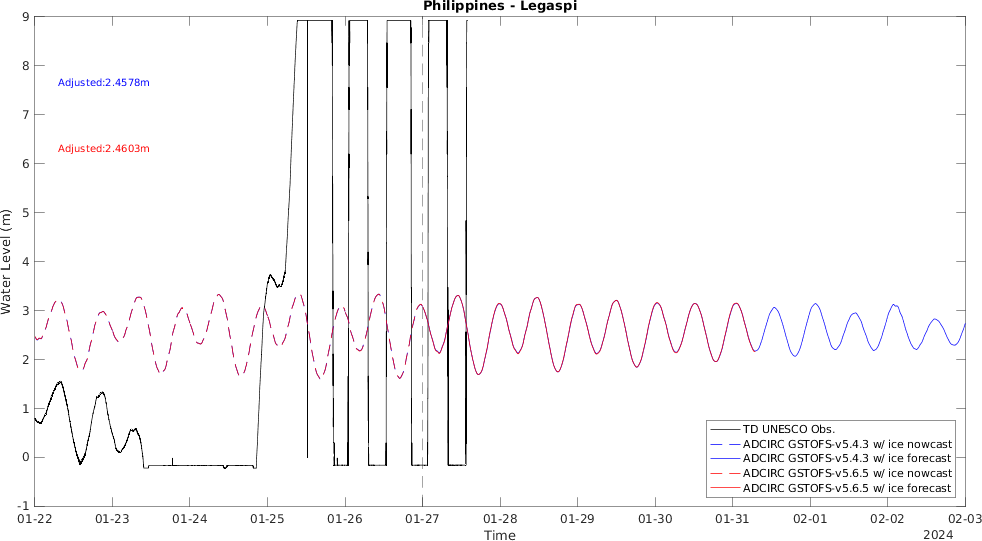 Philippines - Legaspi
9
8
7
6
5
4
3
2
1
0
-1
Water Level (m)
Adjusted:2.4578m
Adjusted:2.4603m
TD UNESCO Obs.
ADCIRC GSTOFS-v5.4.3 w/ ice nowcast
ADCIRC GSTOFS-v5.4.3 w/ ice forecast
ADCIRC GSTOFS-v5.6.5 w/ ice nowcast
ADCIRC GSTOFS-v5.6.5 w/ ice forecast
01-22 01-23 01-24 01-25 01-26 01-27 01-28 01-29 01-30 01-31 02-01 02-02 02-03
Time
2024